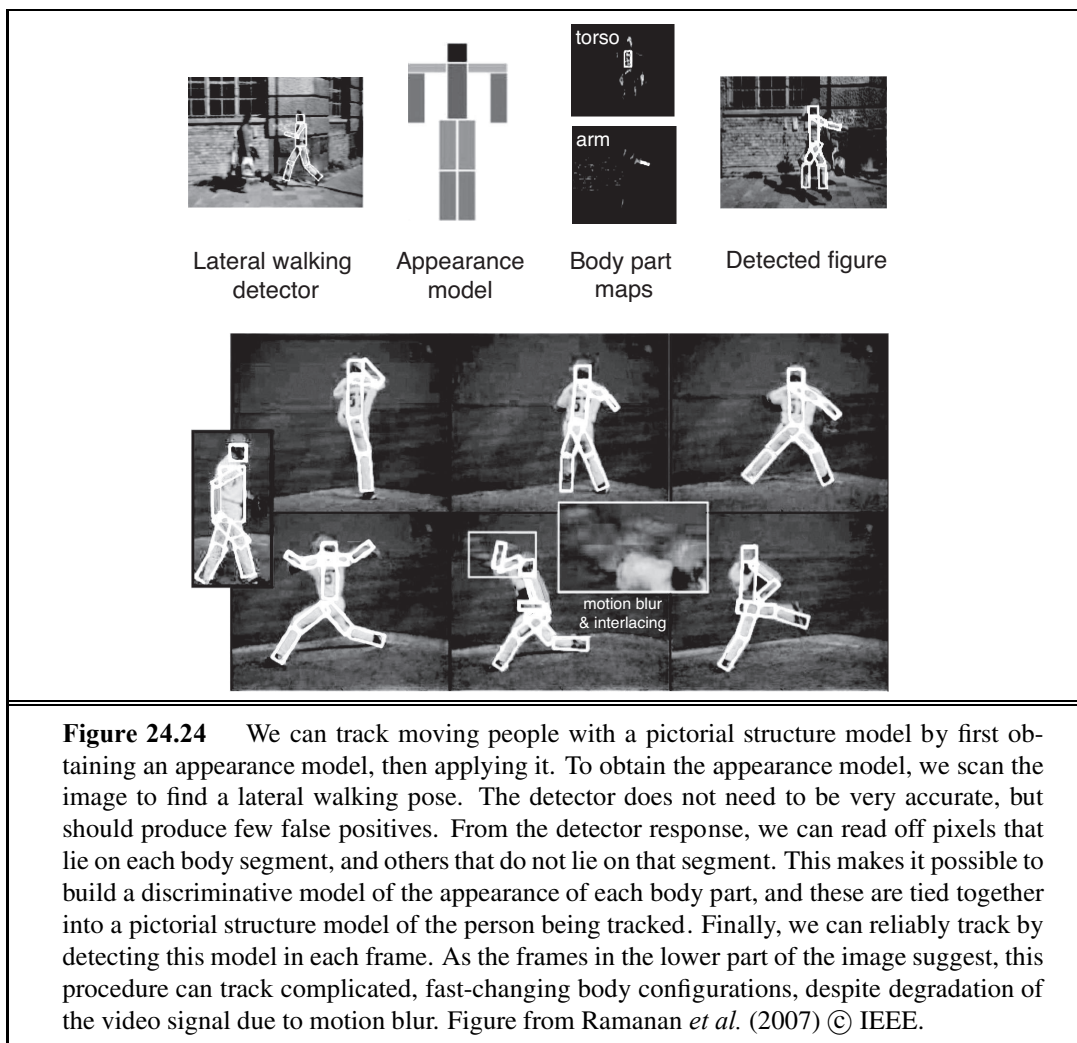 torso
arm
Lateral walking
detector
Appearance
model
Body part
maps
Detected figure
5
motion blur
& interlacing
Figure 24.24 We can track moving people with a pictorial structure model by first ob-
taining an appearance model, then applying it. To obtain the appearance model, we scan the
image to find a lateral walking pose. The detector does not need to be very accurate, but
should produce few false positives. From the detector response, we can read off pixels that
lie on each body segment, and others that do not lie on that segment. This makes it possible to
build a discriminative model of the appearance of each body part, and these are tied together
into a pictorial structure model of the person being tracked. Finally, we can reliably track by
detecting this model in each frame. As the frames in the lower part of the image suggest, this
procedure can track complicated, fast-changing body configurations, despite degradation of
the video signal due to motion blur. Figure from Ramanan et al. (2007) © IEEE.